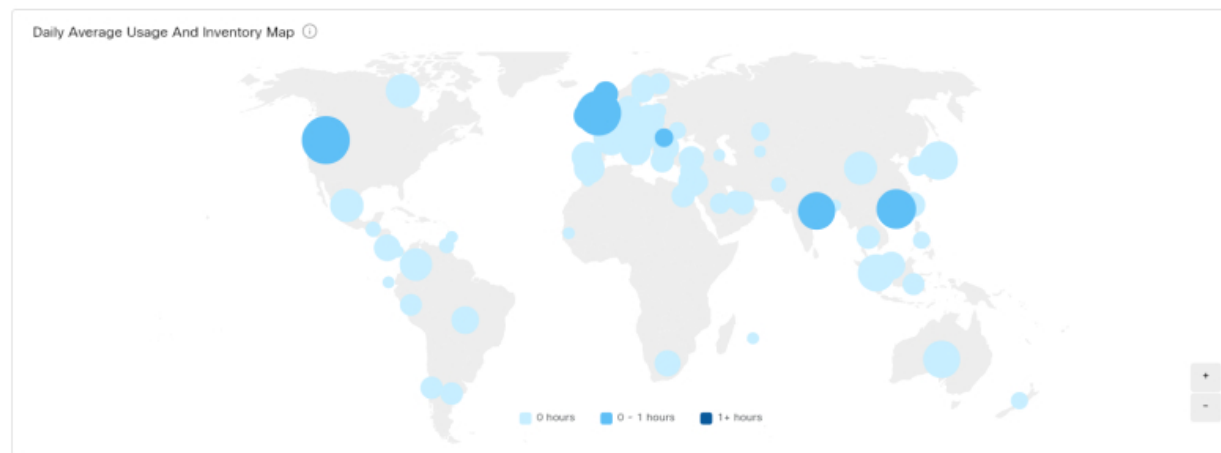 Daily Average Usage And Inventory Map
0 hours
0 - 1 hours
1+ hours
+
-